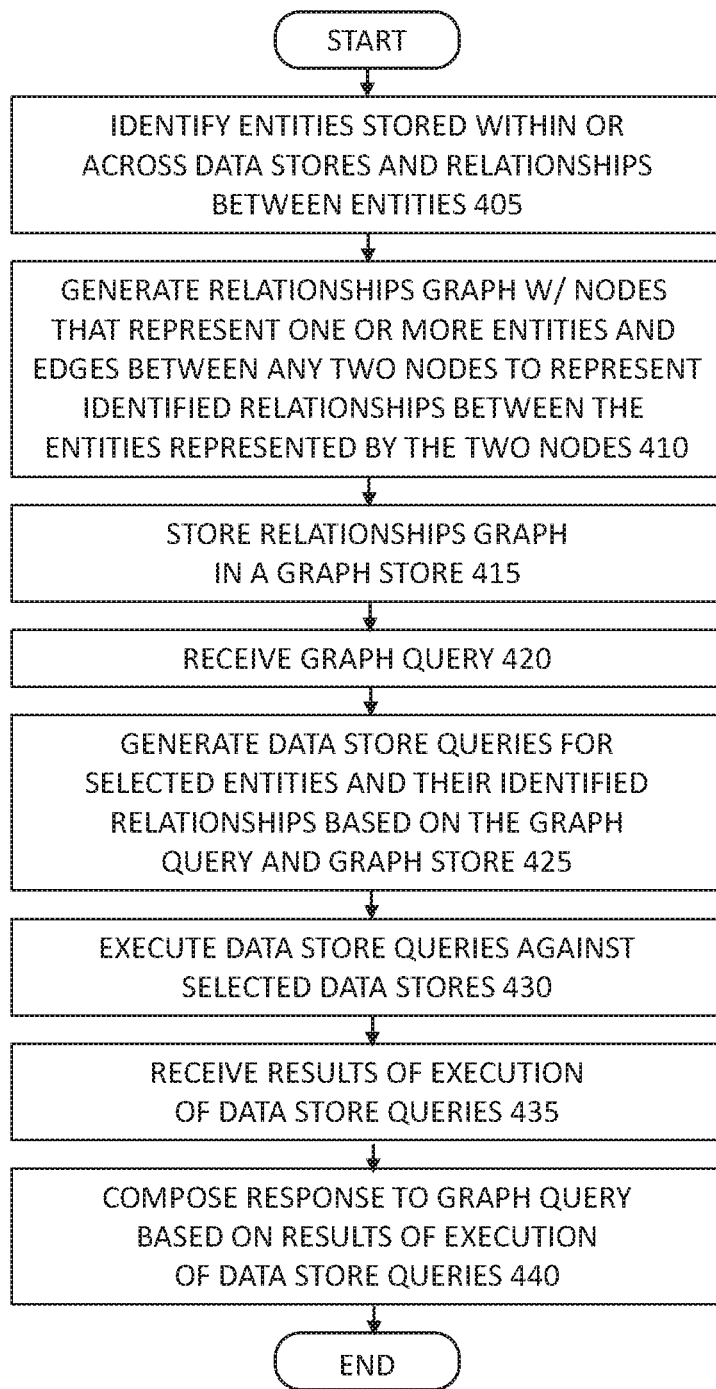 START
IDENTIFY ENTITIES STORED WITHIN OR
ACROSS DATA STORES AND RELATIONSHIPS
BETWEEN ENTITIES 405
GENERATE RELATIONSHIPS GRAPH W/ NODES
THAT REPRESENT ONE OR MORE ENTITIES AND
EDGES BETWEEN ANY TWO NODES TO REPRESENT
IDENTIFIED RELATIONSHIPS BETWEEN THE
ENTITIES REPRESENTED BY THE TWO NODES 410
STORE RELATIONSHIPS GRAPH
IN A GRAPH STORE 415
RECEIVE GRAPH QUERY 420
GENERATE DATA STORE QUERIES FOR
SELECTED ENTITIES AND THEIR IDENTIFIED
RELATIONSHIPS BASED ON THE GRAPH
QUERY AND GRAPH STORE 425
EXECUTE DATA STORE QUERIES AGAINST
SELECTED DATA STORES 430
RECEIVE RESULTS OF EXECUTION
OF DATA STORE QUERIES 435
COMPOSE RESPONSE TO GRAPH QUERY
BASED ON RESULTS OF EXECUTION
OF DATA STORE QUERIES 440
END